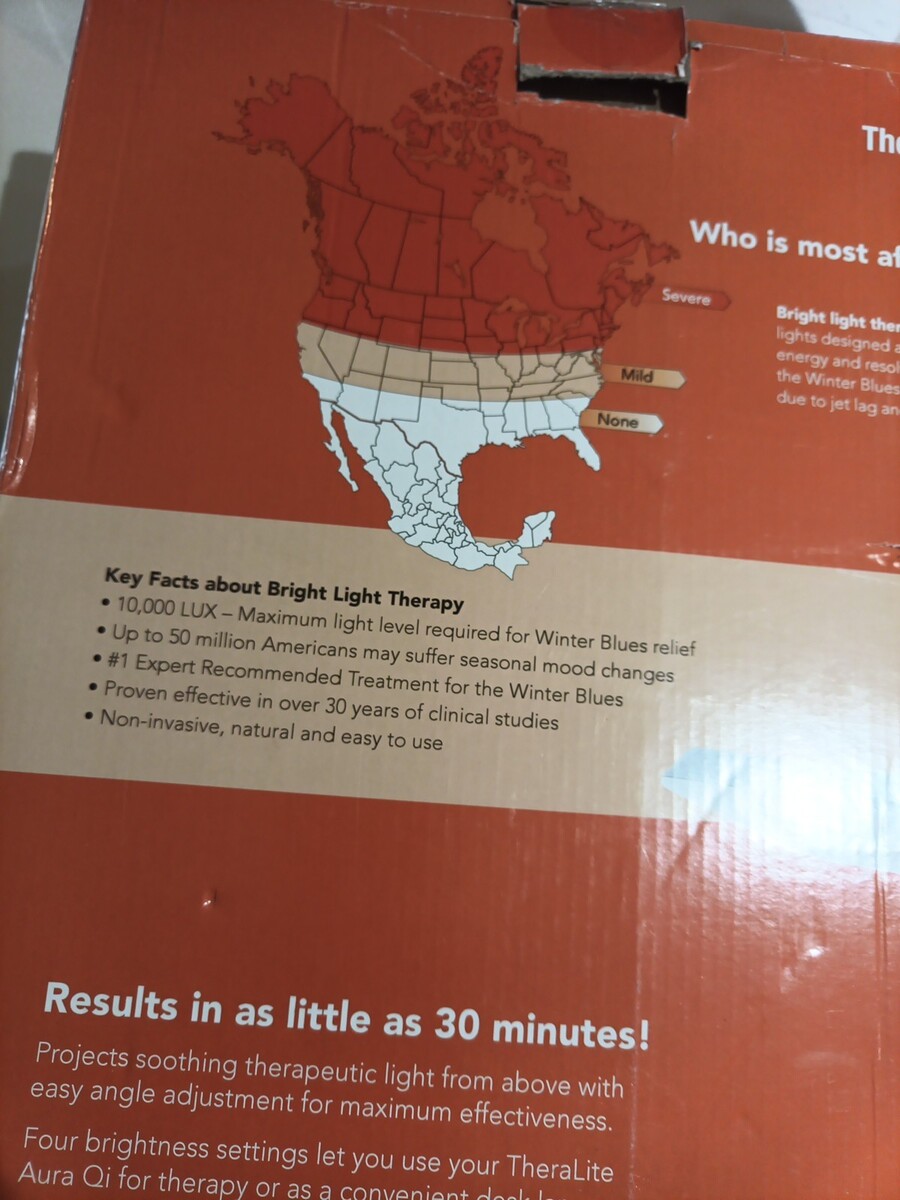 The
Who is most af
Severe
Bright light ther
lights designed a
energy and resol
the Winter Blues
due to jet lag an
Mild
None
Key Facts about Bright Light Therapy
• 10,000 LUX – Maximum light level required for Winter Blues relief
• Up to 50 million Americans may suffer seasonal mood changes
• #1 Expert Recommended Treatment for the Winter Blues
• Proven effective in over 30 years of clinical studies
• Non-invasive, natural and easy to use
Results in as little as 30 minutes!
Projects soothing therapeutic light from above with
easy angle adjustment for maximum effectiveness.
Four brightness settings let you use your TheraLite
Aura Qi for therapy or as a convenient desk